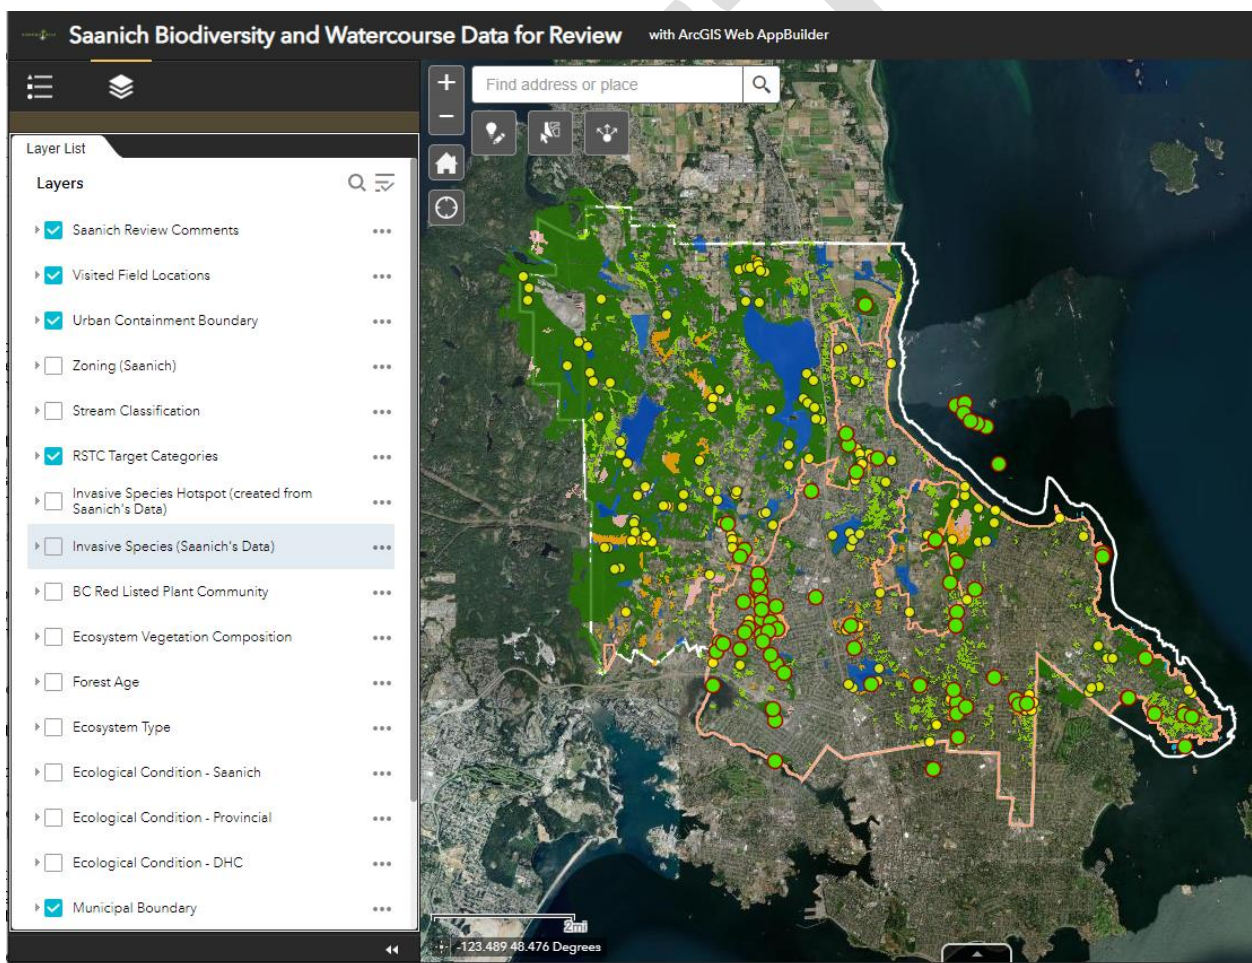 Saanich Biodiversity and Watercourse Data for Review with ArcGIS Web AppBuilder
Find address or place
Layer List
Layers
Saanich Review Comments
Visited Field Locations
Urban Containment Boundary
Zoning (Saanich)
Stream Classification
RSTC Target Categories
Invasive Species Hotspot (created from
Saanich's Data)
Invasive Species (Saanich's Data)
BC Red Listed Plant Community
Ecosystem Vegetation Composition
Forest Age
Ecosystem Type
Ecological Condition - Saanich
Ecological Condition - Provincial
Ecological Condition - DHC
Municipal Boundary
2mi
-123.489 48.476 Degrees